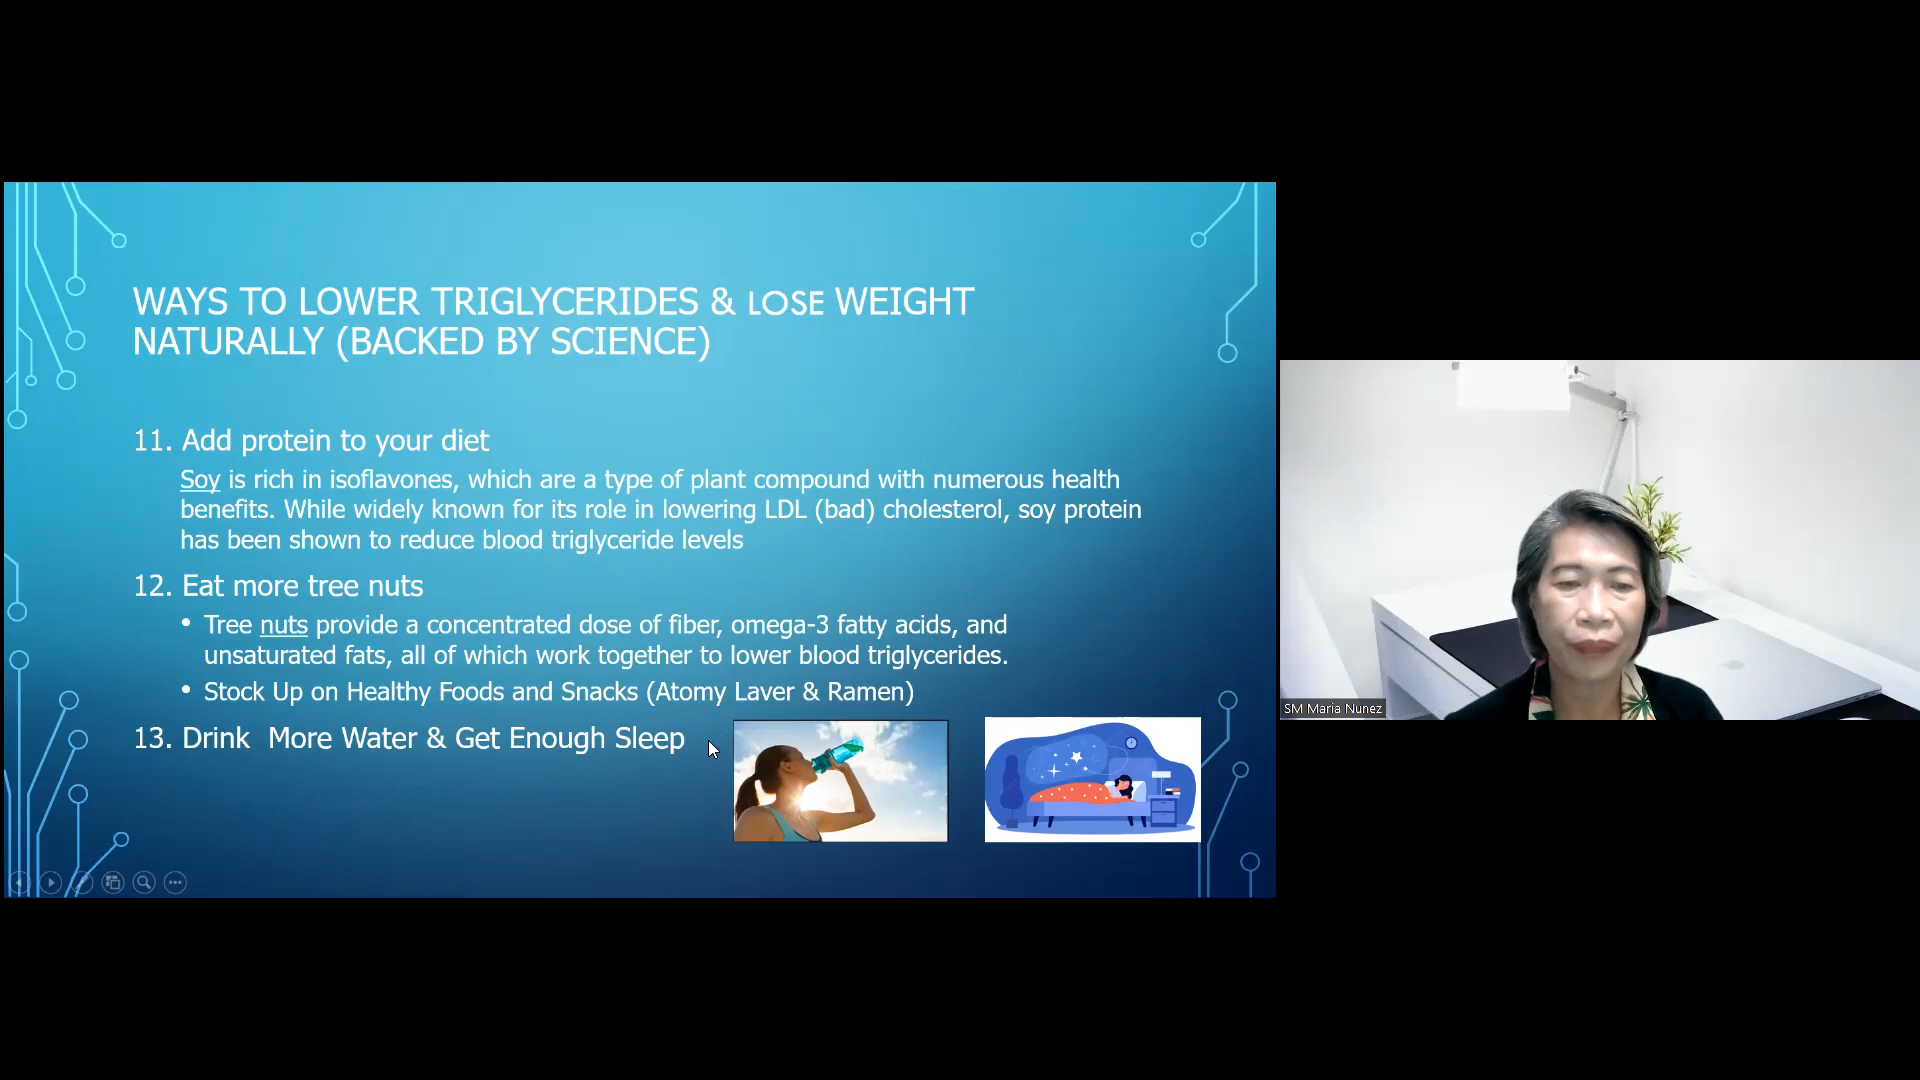 WAYS TO LOWER TRIGLYCERIDES & LOSE WEIGHT
NATURALLY (BACKED BY SCIENCE)
11. Add protein to your diet
Soy is rich in isoflavones, which are a type of plant compound with numerous health
benefits. While widely known for its role in lowering LDL (bad) cholesterol, soy protein
has been shown to reduce blood triglyceride levels
12. Eat more tree nuts
• Tree nuts provide a concentrated dose of fiber, omega-3 fatty acids, and
unsaturated fats, all of which work together to lower blood triglycerides.
• Stock Up on Healthy Foods and Snacks (Atomy Laver & Ramen)
13. Drink  More Water & Get Enough Sleep
SM Maria Nunez